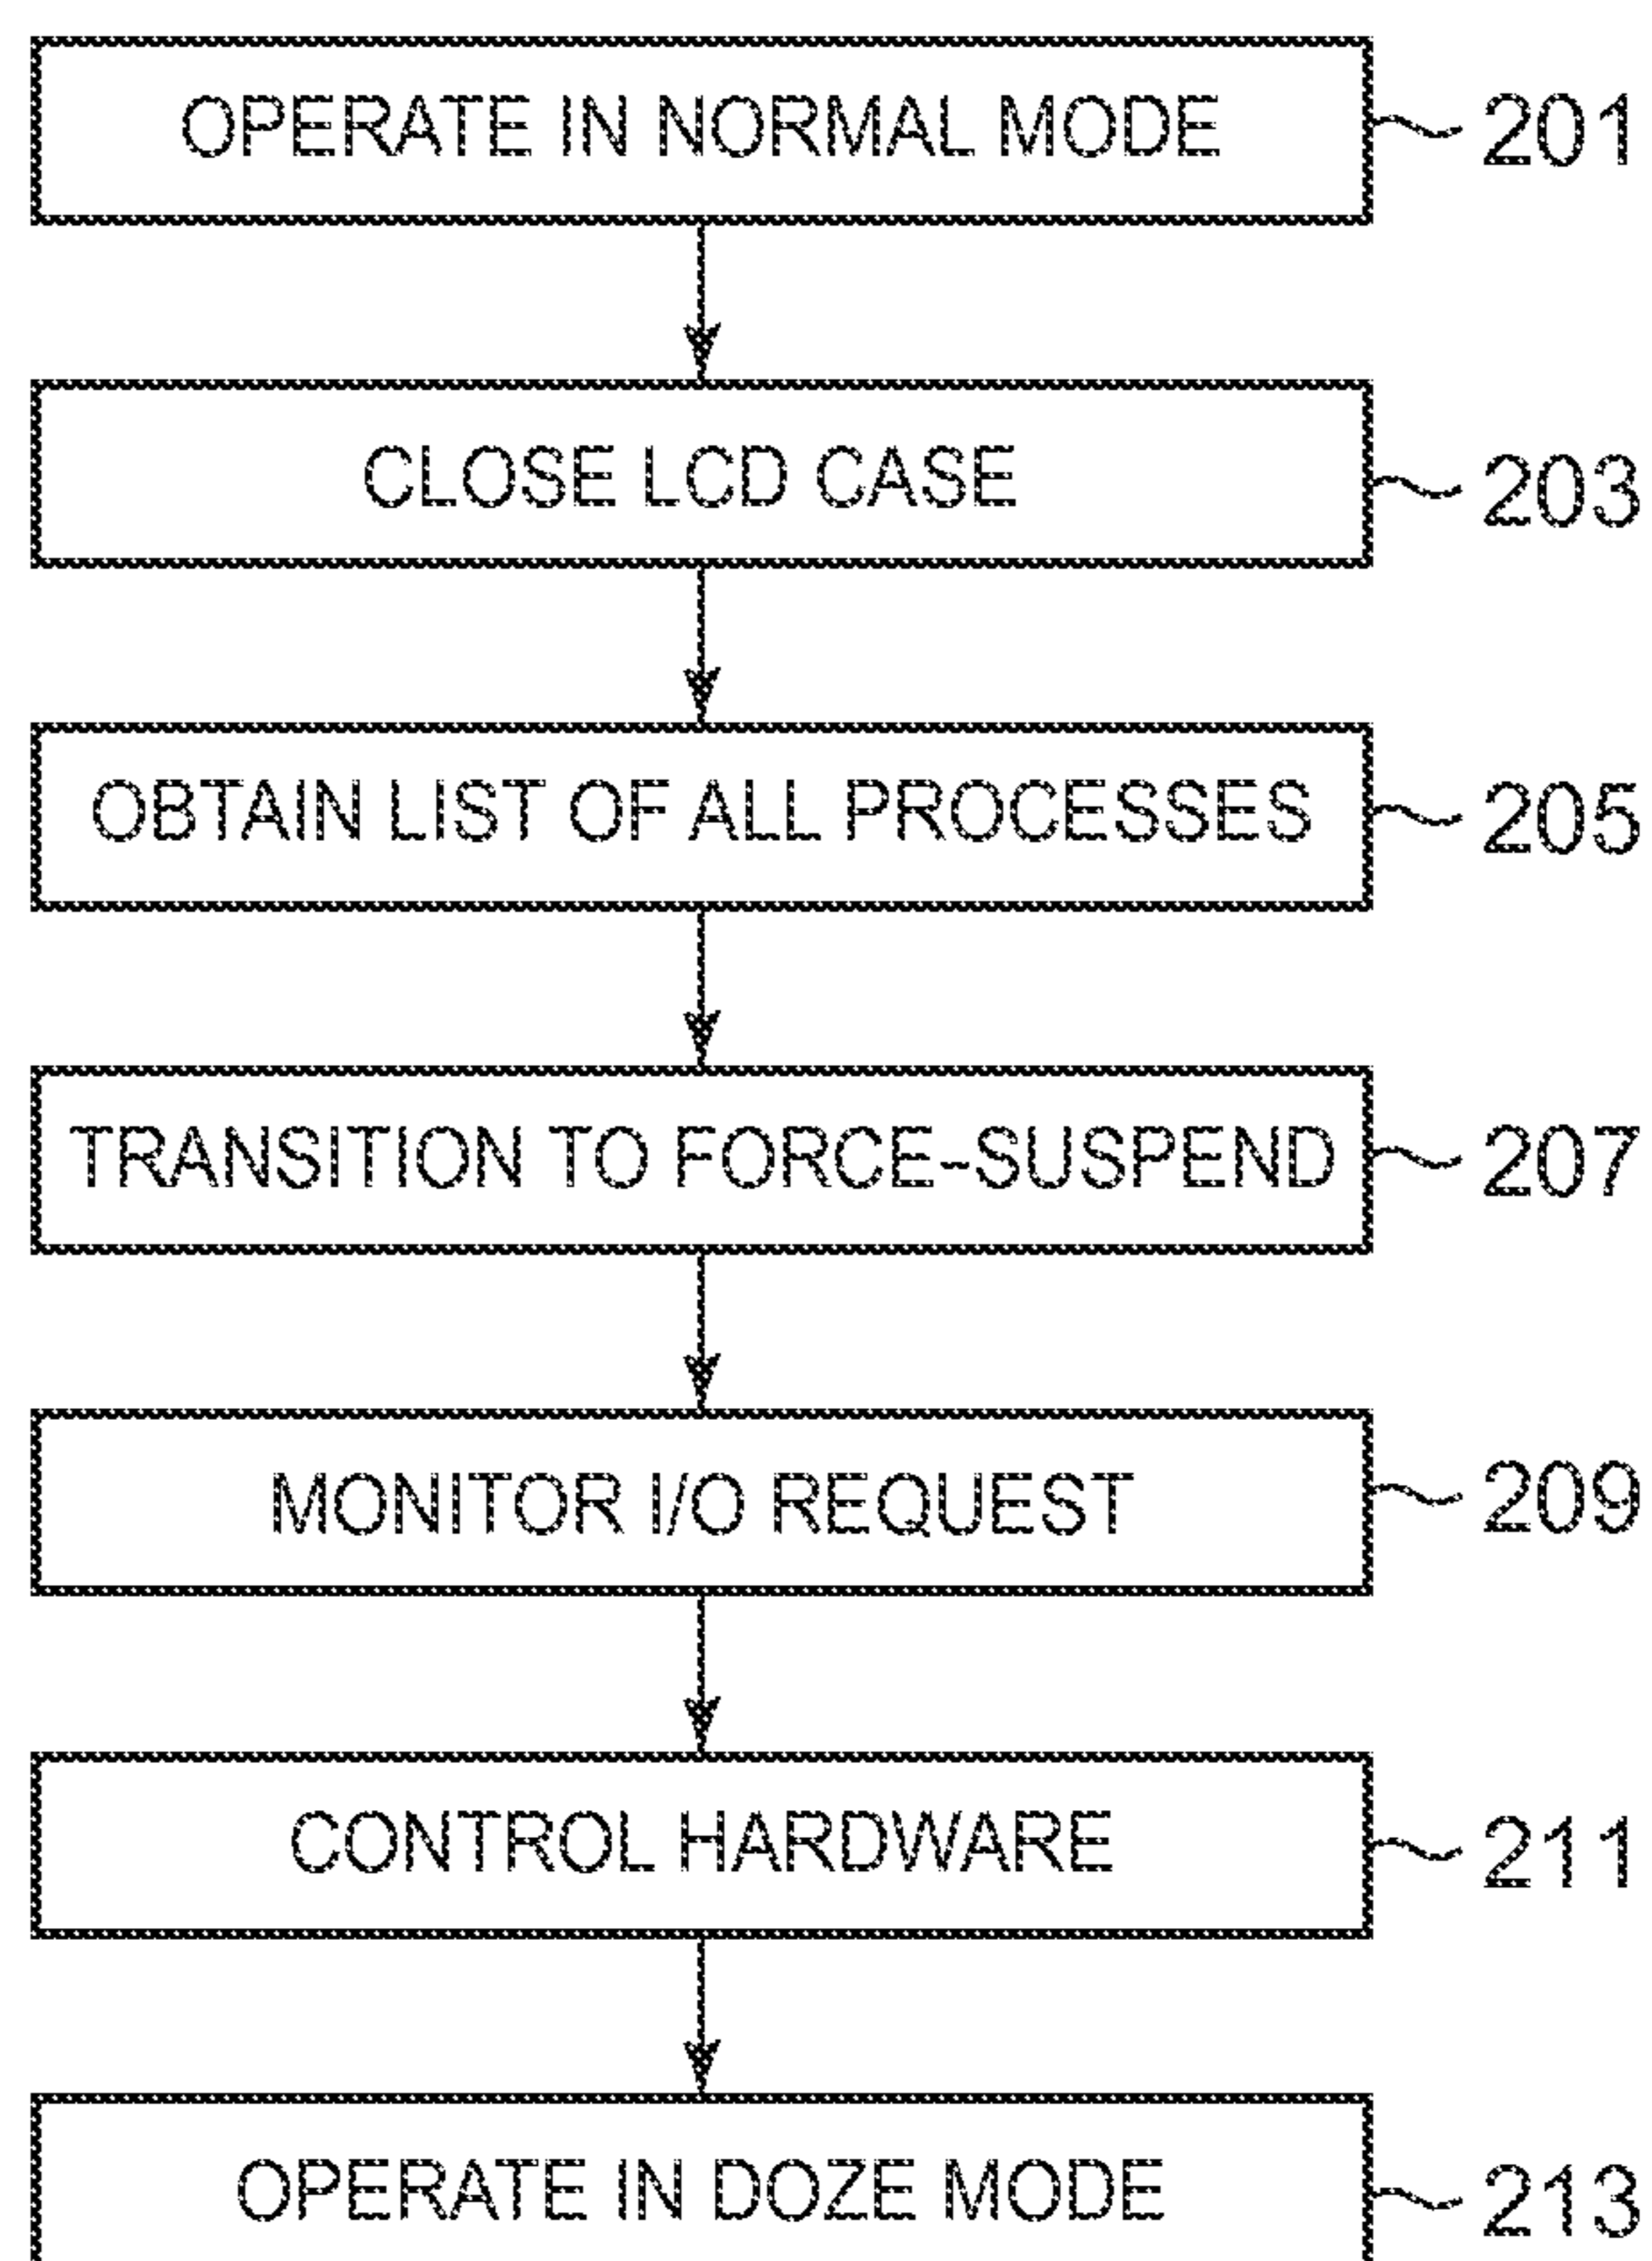 OPERATE IN NORMAL MODE 201
CLOSE LCD CASE 203
OBTAIN LIST OF ALL PROCESSES 205
TRANSITION TO FORCE-SUSPEND 207
MONITOR I/O REQUEST 209
CONTROL HARDWARE 211
OPERATE IN DOZE MODE 213